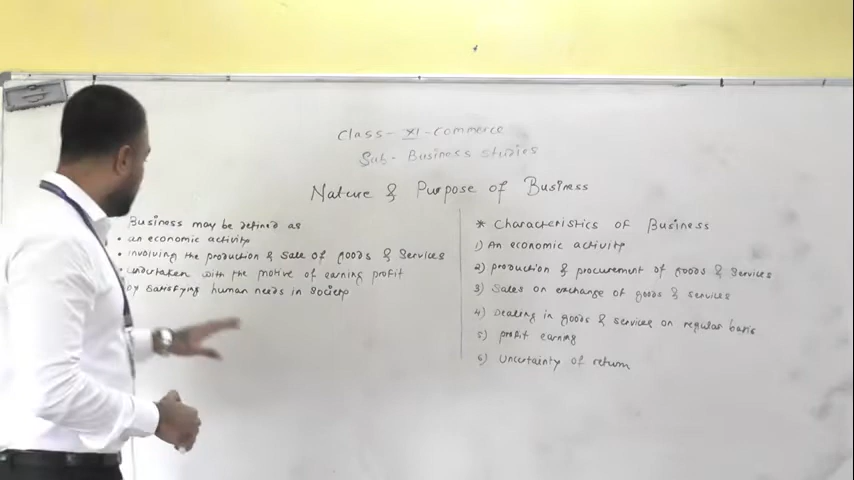 Class - XI - Commerce
Sub - Business Studies
Nature & Purpose of Business
Business may be defined as
• an economic activity
• involving the production & sale of goods & services
• undertaken with the motive of earning profit
by satisfying human needs in society
* Characteristics of Business
1) An economic activity
2) production & procurement of goods & services
3) Sales on exchange of goods & services
4) Dealing in goods & services on regular basis
5) profit earning
6) Uncertainty of return